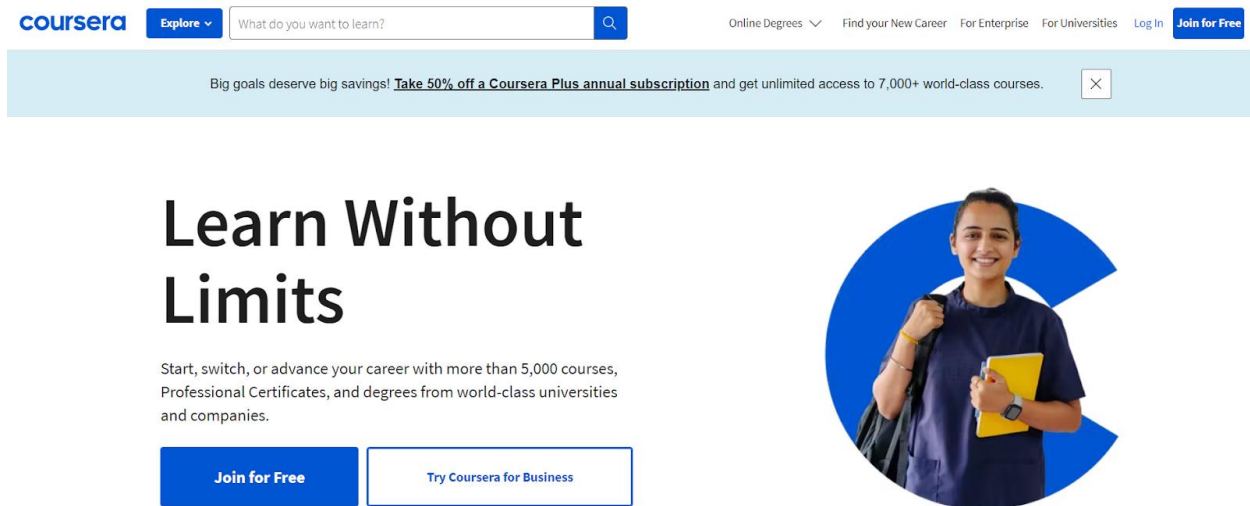 coursera
Explore
What do you want to learn?
Online Degrees
Find your New Career
For Enterprise
For Universities
Log In
Join for Free
Big goals deserve big savings! Take 50% off a Coursera Plus annual subscription and get unlimited access to 7,000+ world-class courses.
Learn Without
Limits
Start, switch, or advance your career with more than 5,000 courses,
Professional Certificates, and degrees from world-class universities
and companies.
Join for Free
Try Coursera for Business